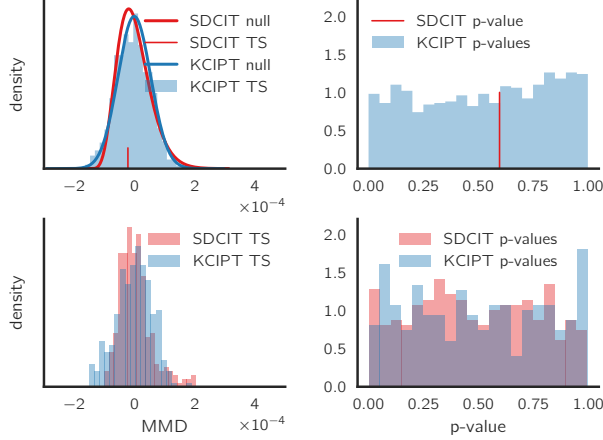 SDCIT null
SDCIT TS
KCIPT null
KCIPT TS
density
−2 0 2 4
×10−4
SDCIT p-value
KCIPT p-values
2.0
1.5
1.0
0.5
0.0
0.00 0.25 0.50 0.75 1.00
SDCIT TS
KCIPT TS
density
−2 0 2 4
×10−4
MMD
SDCIT p-values
KCIPT p-values
2.0
1.5
1.0
0.5
0.0
0.00 0.25 0.50 0.75 1.00
p-value